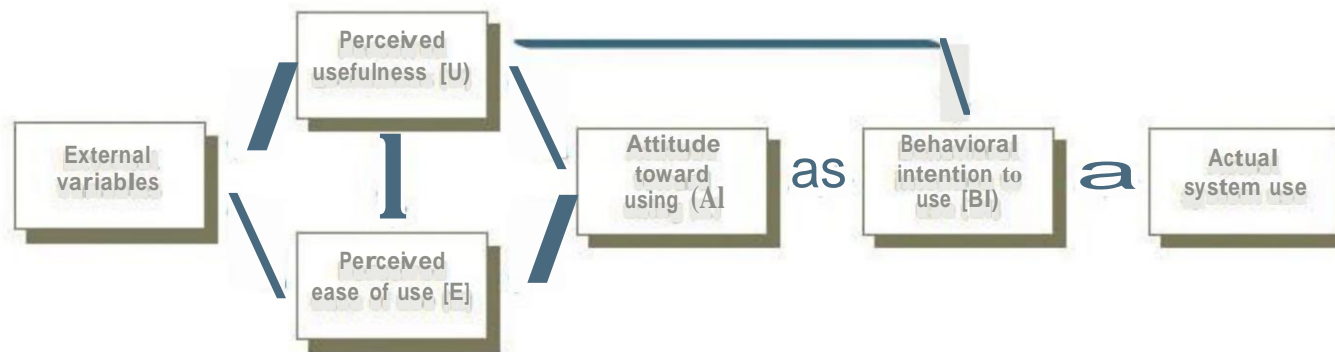 Perceived
usefulness [U)
External
variables
Attitude
toward
using (Al
as
Behavioral
intention to
use [BI)
a
Actual
system use
Perceived
ease of use [E]